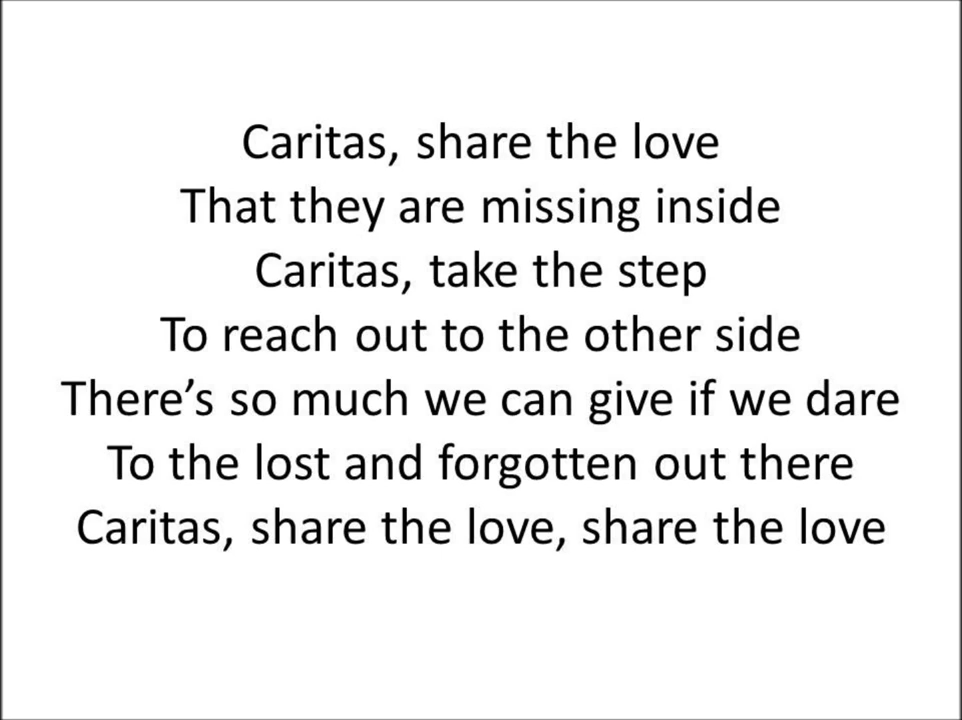 Caritas, share the love
That they are missing inside
Caritas, take the step
To reach out to the other side
There’s so much we can give if we dare
To the lost and forgotten out there
Caritas, share the love, share the love